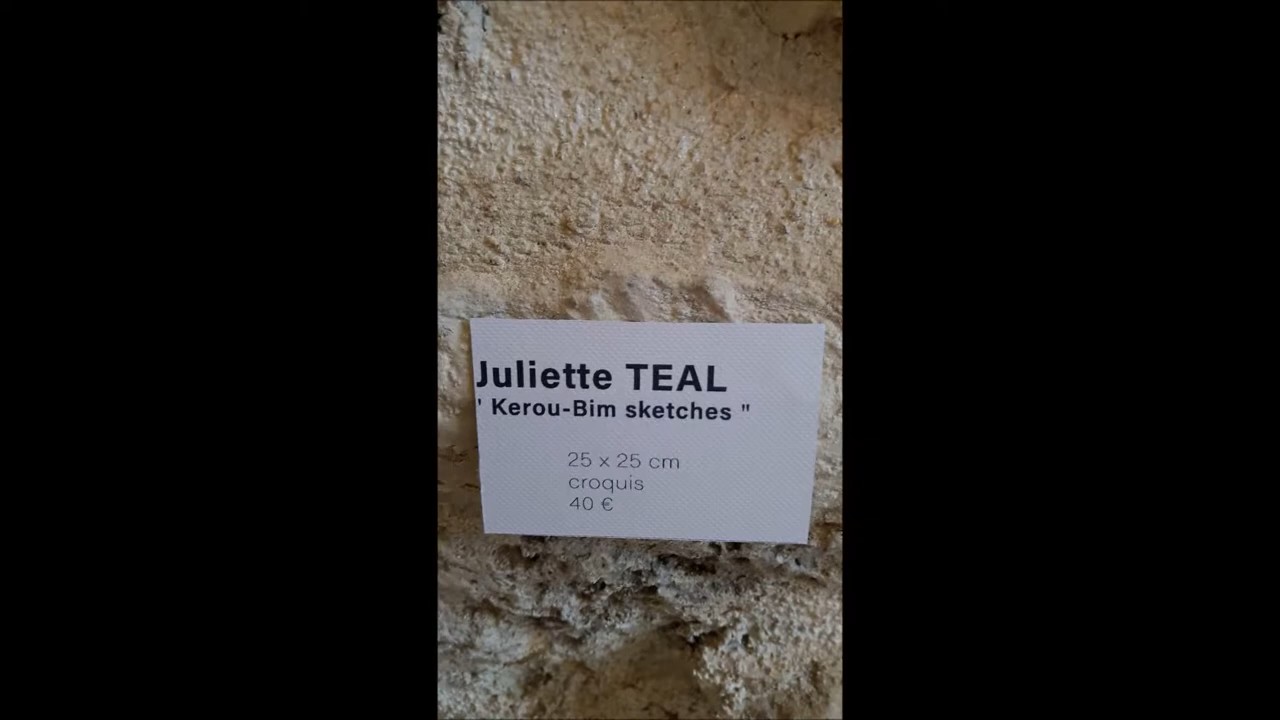 Juliette TEAL
" Kerou-Bim sketches "
25 x 25 cm
croquis
40 €